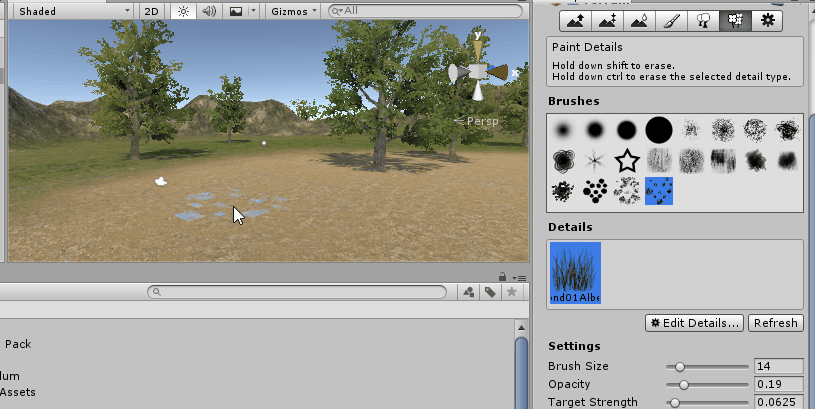 Shaded
2D
Gizmos
All
y
x
Persp
Paint Details
Hold down shift to erase.
Hold down ctrl to erase the selected detail type.
Brushes
Details
nd01Albe
Edit Details...
Refresh
Settings
Brush Size
14
Opacity
0.19
Target Strength
0.0625
Pack
lum
Assets